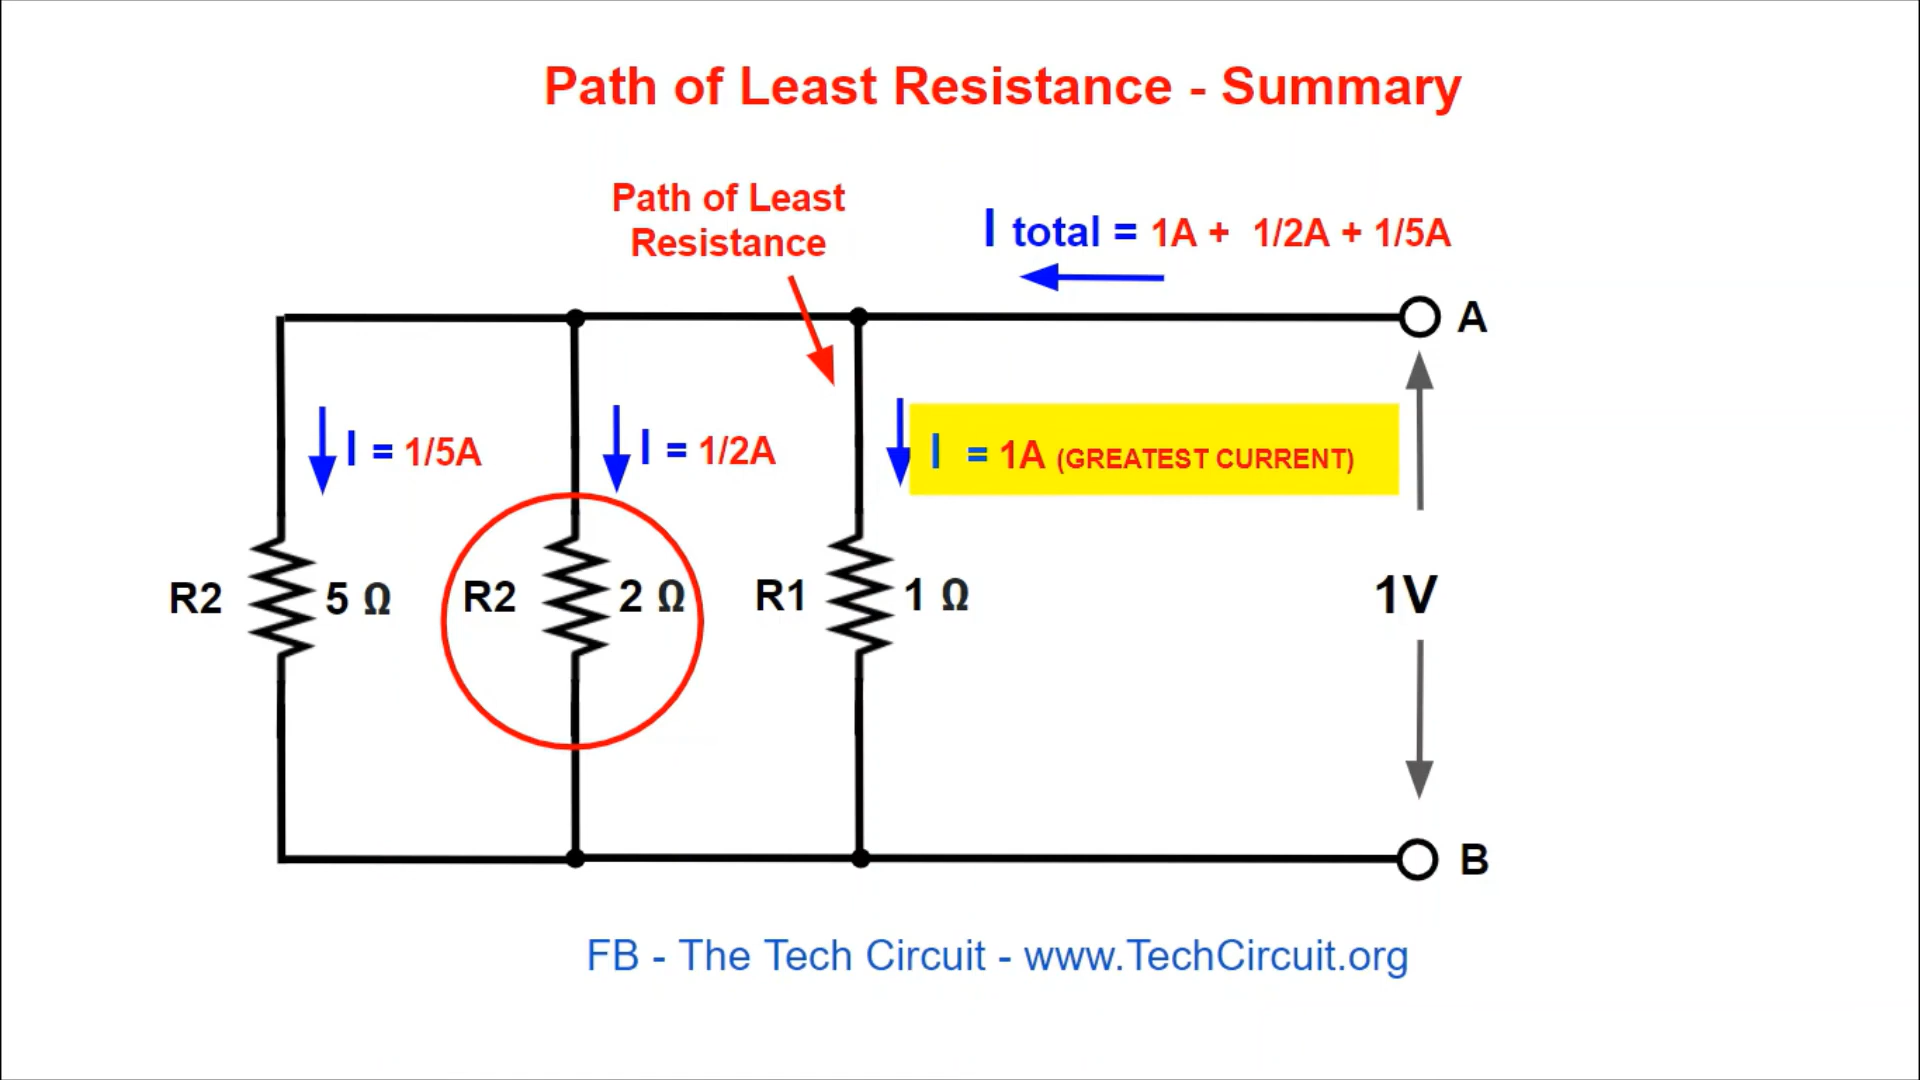 Path of Least Resistance - Summary
Path of Least
Resistance
I total = 1A + 1/2A + 1/5A
A
I = 1/5A
I = 1/2A
I = 1A (GREATEST CURRENT)
R2 5 Ω
R2 2 Ω
R1 1 Ω
1V
B
FB - The Tech Circuit - www.TechCircuit.org